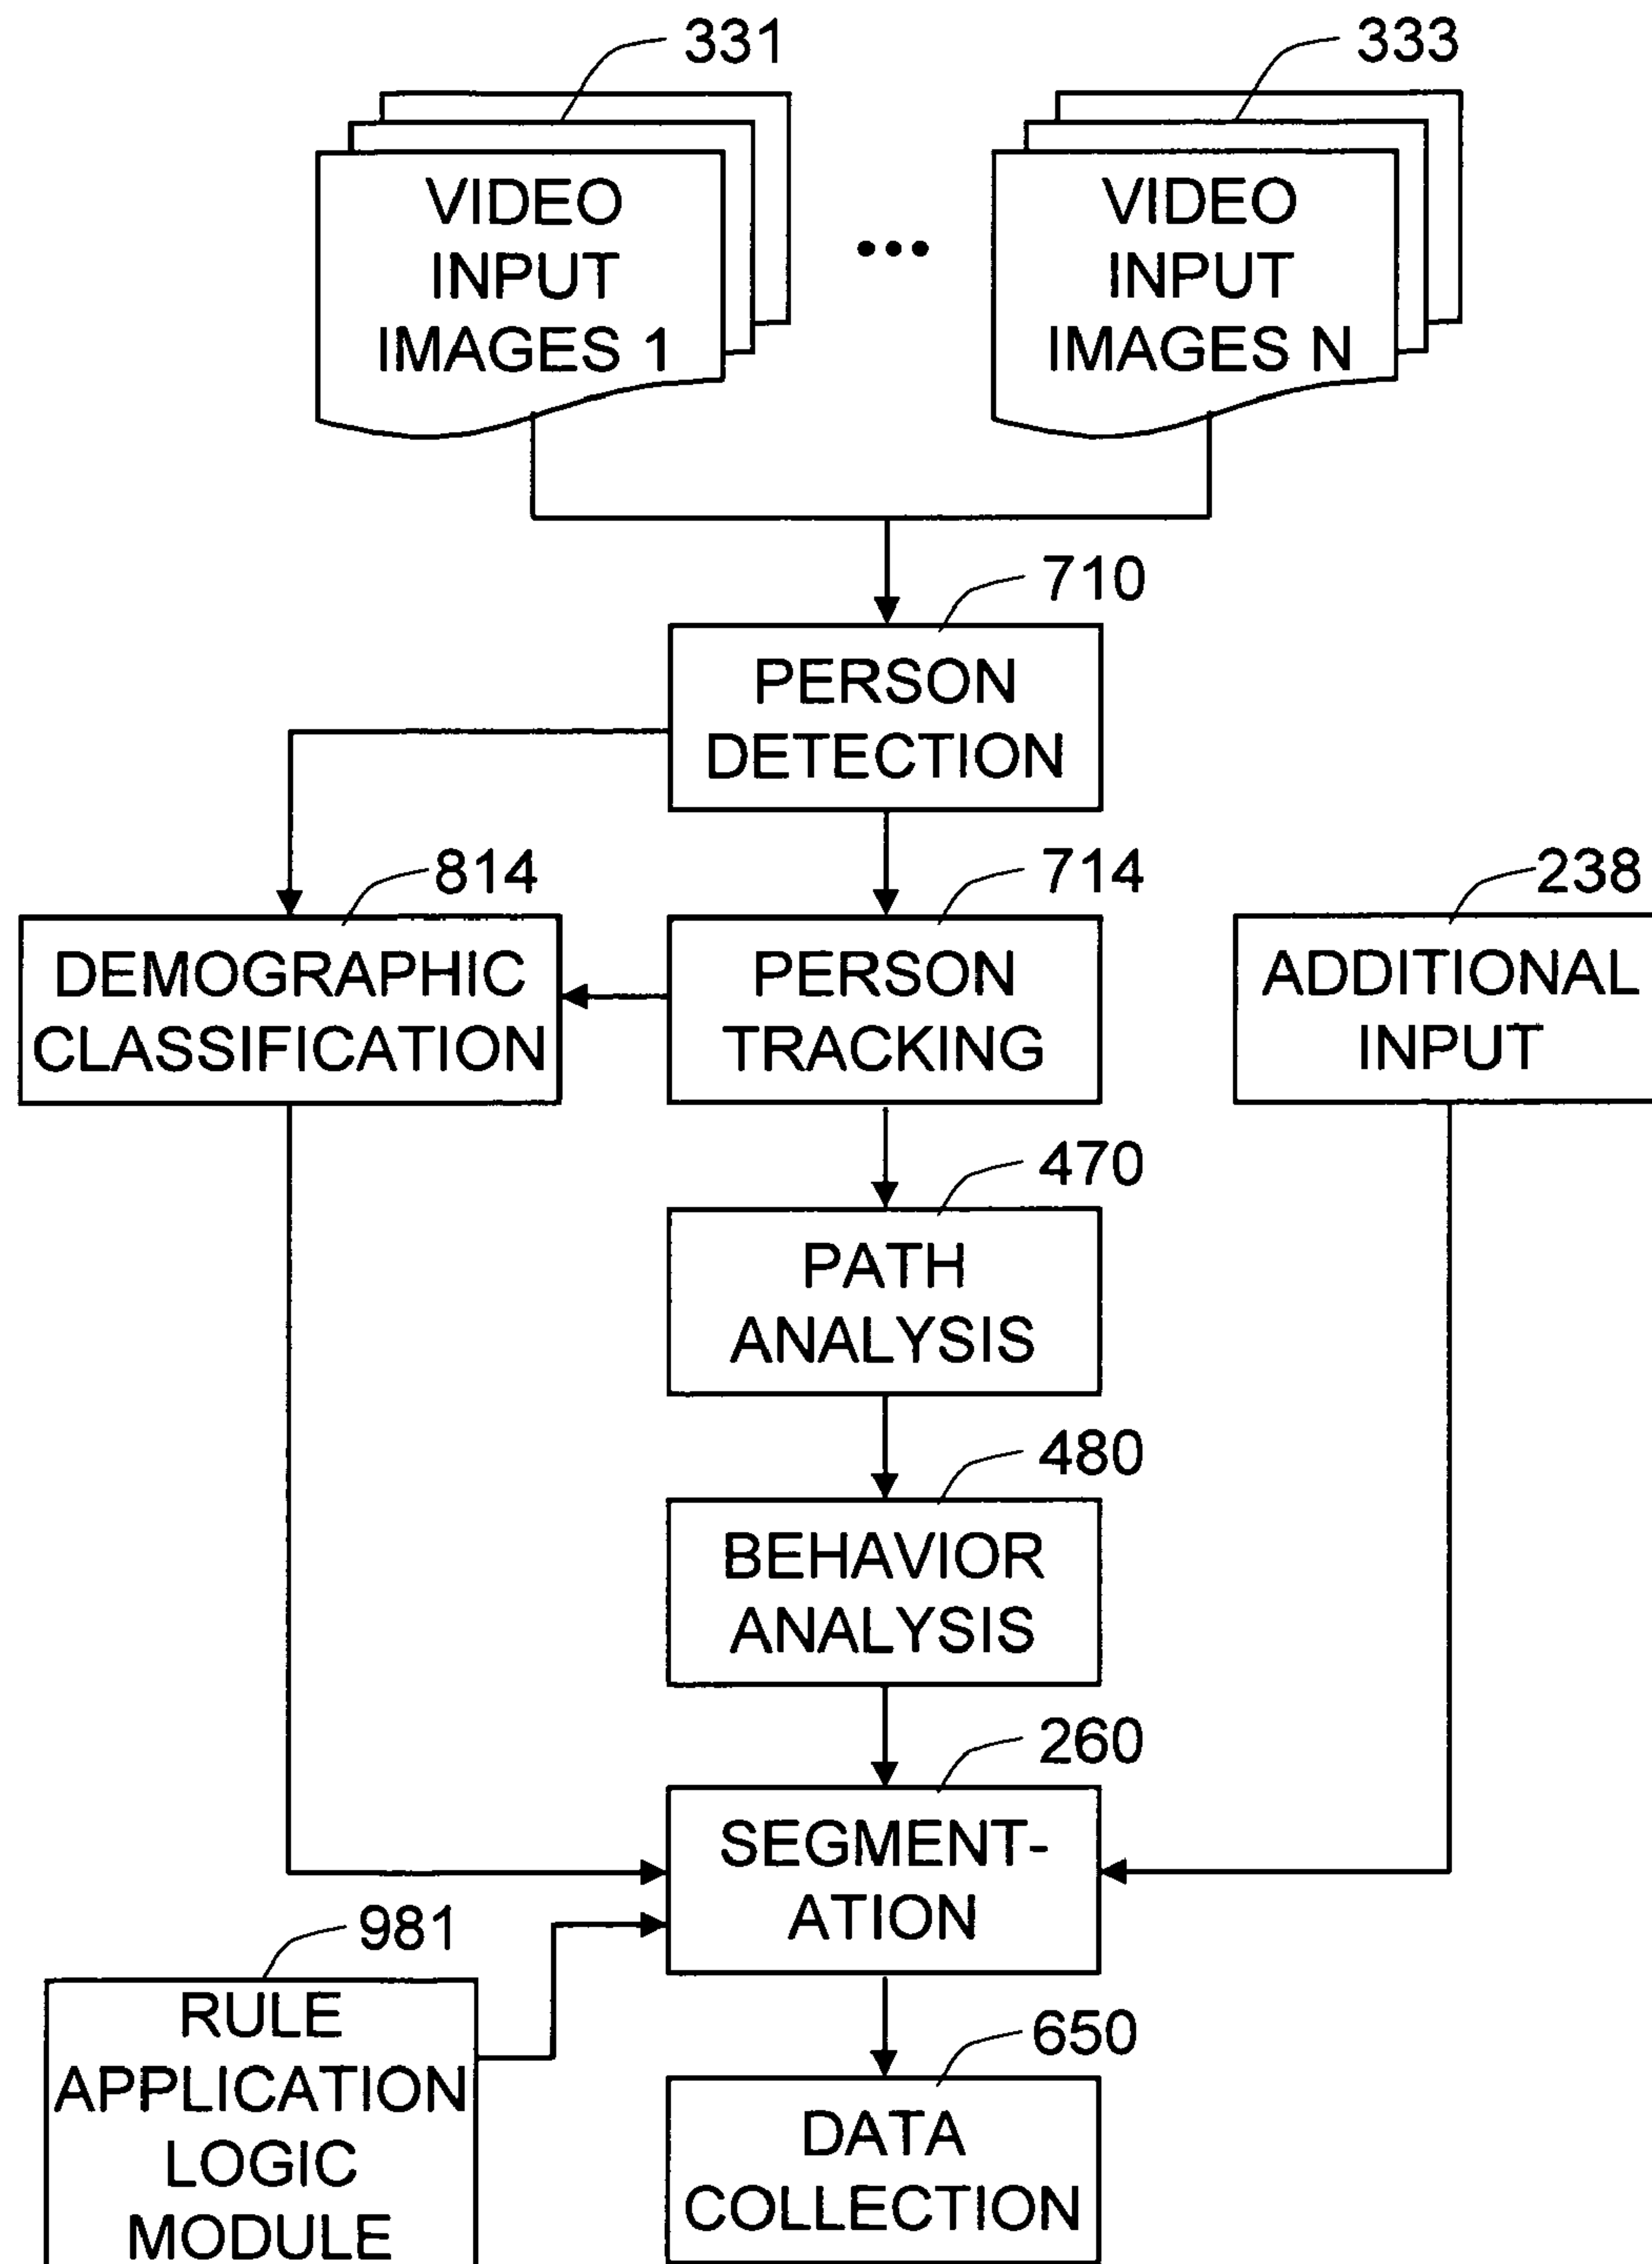 331
333
VIDEO
INPUT
IMAGES 1
•••
VIDEO
INPUT
IMAGES N
710
PERSON
DETECTION
814
714
238
DEMOGRAPHIC
CLASSIFICATION
PERSON
TRACKING
ADDITIONAL
INPUT
470
PATH
ANALYSIS
480
BEHAVIOR
ANALYSIS
260
SEGMENT-
ATION
981
RULE
APPLICATION
LOGIC
MODULE
650
DATA
COLLECTION